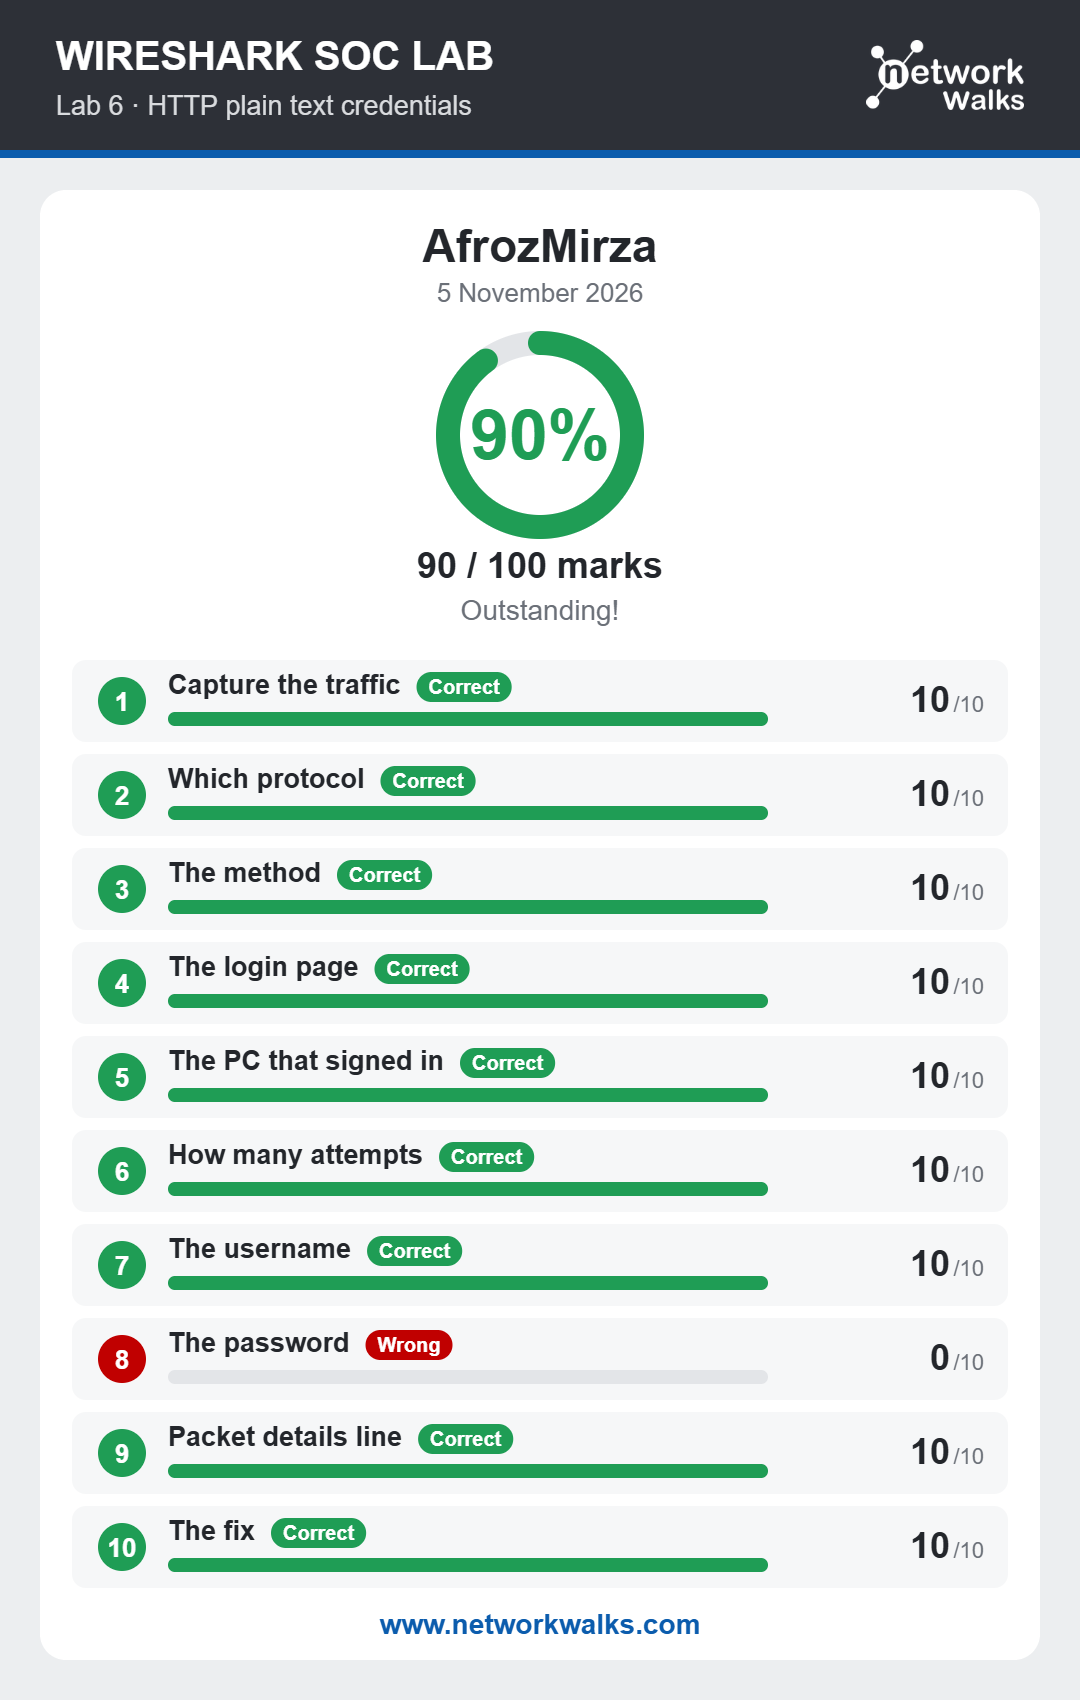 WIRESHARK SOC LAB
Lab 6 · HTTP plain text credentials
network
Walks
AfrozMirza
5 November 2026
90%
90 / 100 marks
Outstanding!
1 Capture the traffic Correct 10 /10
2 Which protocol Correct 10 /10
3 The method Correct 10 /10
4 The login page Correct 10 /10
5 The PC that signed in Correct 10 /10
6 How many attempts Correct 10 /10
7 The username Correct 10 /10
8 The password Wrong 0 /10
9 Packet details line Correct 10 /10
10 The fix Correct 10 /10
www.networkwalks.com